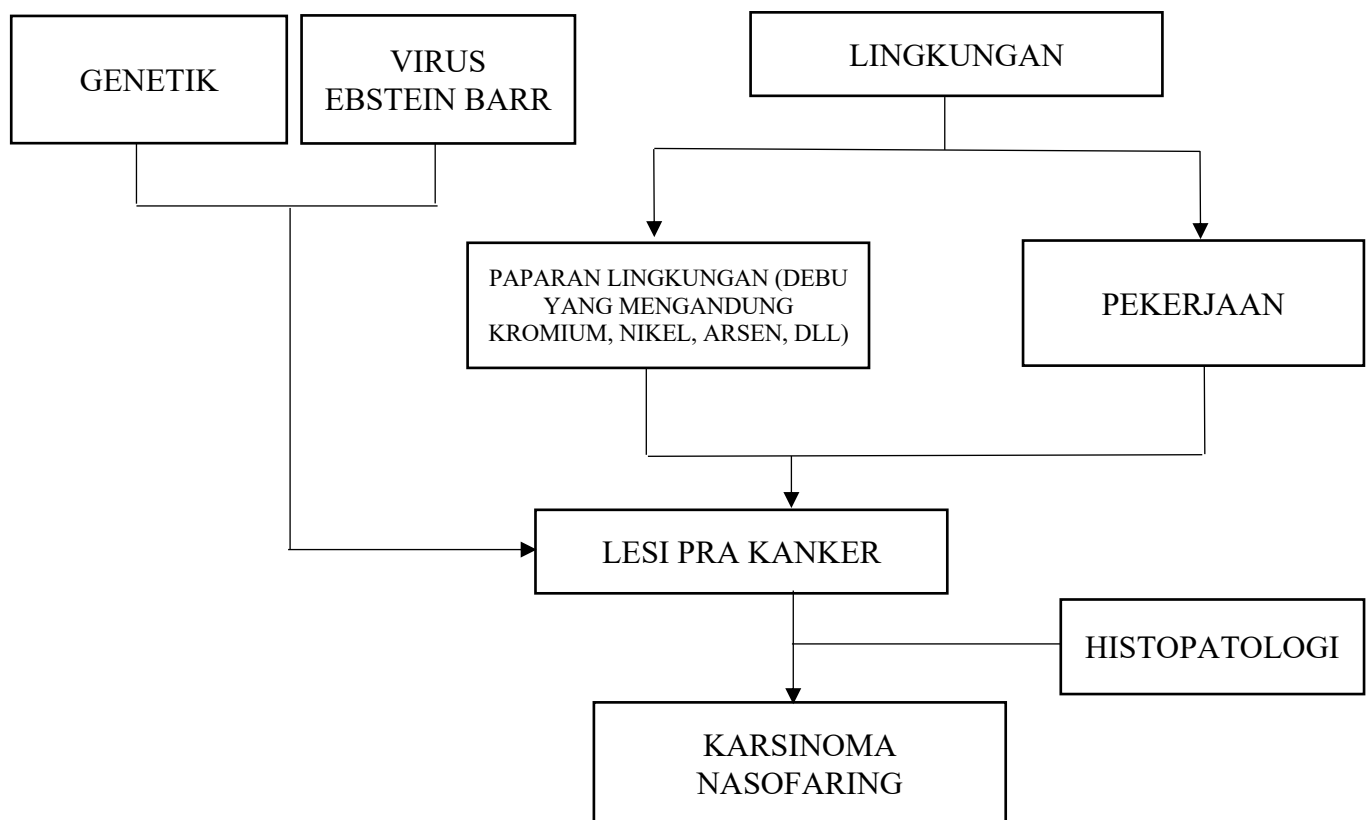 GENETIK
VIRUS
EBSTEIN BARR
LINGKUNGAN
PAPARAN LINGKUNGAN (DEBU
YANG MENGANDUNG
KROMIUM, NIKEL, ARSEN, DLL)
PEKERJAAN
LESI PRA KANKER
HISTOPATOLOGI
KARSINOMA
NASOFARING